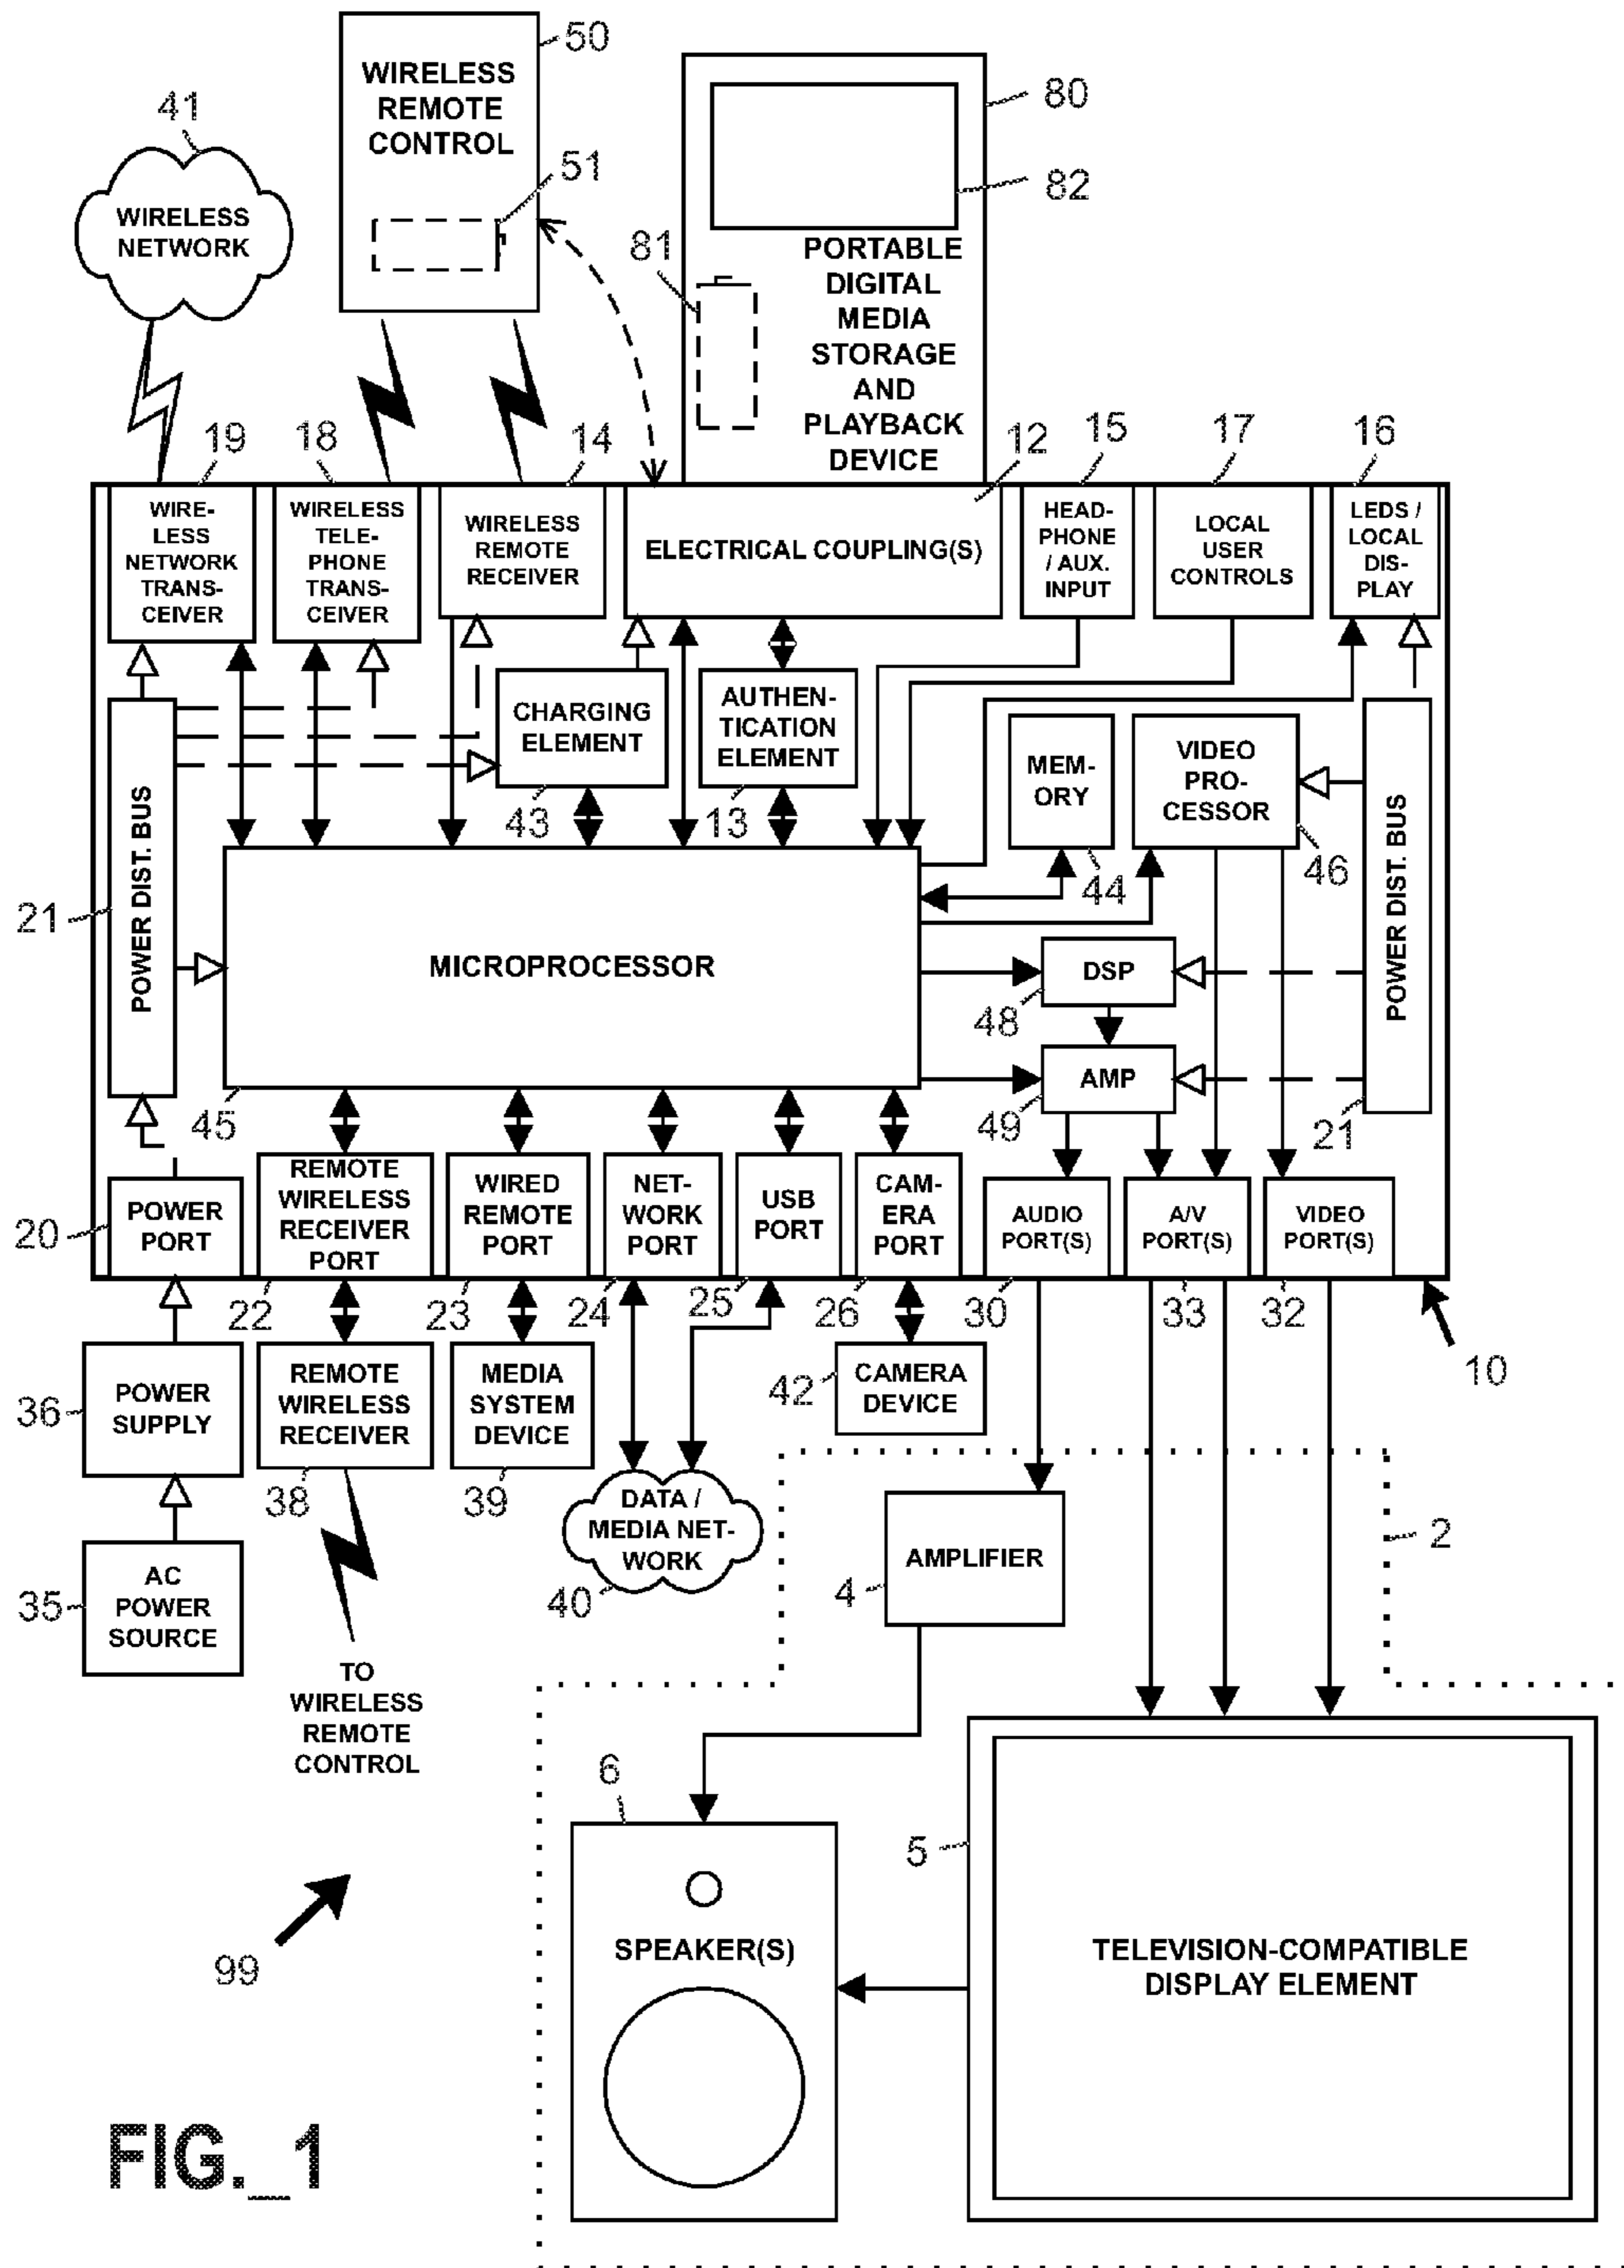 50
WIRELESS
REMOTE
CONTROL
51
80
82
41
WIRELESS
NETWORK
81
PORTABLE
DIGITAL
MEDIA
STORAGE
AND
PLAYBACK
DEVICE
19
18
14
12
15
17
16
WIRE-
LESS
NETWORK
TRANS-
CEIVER
WIRELESS
TELE-
PHONE
TRANS-
CEIVER
WIRELESS
REMOTE
RECEIVER
ELECTRICAL COUPLING(S)
HEAD-
PHONE
/ AUX.
INPUT
LOCAL
USER
CONTROLS
LEDS /
LOCAL
DIS-
PLAY
CHARGING
ELEMENT
43
AUTHEN-
TICATION
ELEMENT
13
MEM-
ORY
44
VIDEO
PRO-
CESSOR
46
21
POWER DIST. BUS
MICROPROCESSOR
45
DSP
48
AMP
49
POWER DIST. BUS
21
20
POWER
PORT
REMOTE
WIRELESS
RECEIVER
PORT
WIRED
REMOTE
PORT
NET-
WORK
PORT
USB
PORT
CAM-
ERA
PORT
AUDIO
PORT(S)
A/V
PORT(S)
VIDEO
PORT(S)
22
23
24
25
26
30
33
32
10
36
POWER
SUPPLY
REMOTE
WIRELESS
RECEIVER
38
MEDIA
SYSTEM
DEVICE
39
42
CAMERA
DEVICE
35
AC
POWER
SOURCE
DATA /
MEDIA NET-
WORK
40
4
AMPLIFIER
2
TO
WIRELESS
REMOTE
CONTROL
6
SPEAKER(S)
5
TELEVISION-COMPATIBLE
DISPLAY ELEMENT
99
FIG._1